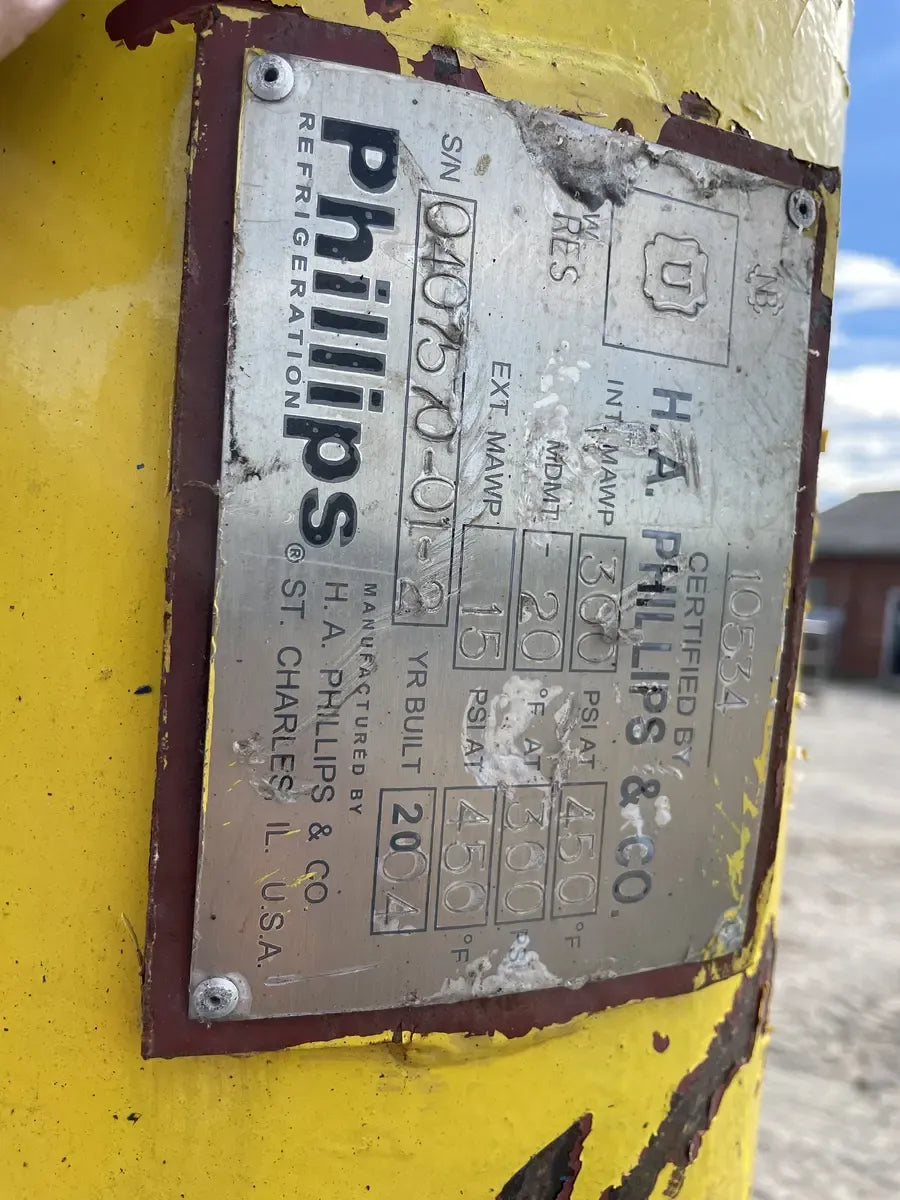 NB 10534
U
CERTIFIED BY
H. A. PHILLIPS & CO.
W
RES
INT. MAWP 300 PSI AT 450 °F
MDMT -20 °F AT 300 PSI
EXT. MAWP 15 PSI AT 450 °F
S/N 040750-01-2 YR BUILT 2004
MANUFACTURED BY
Phillips® H. A. PHILLIPS & CO.
REFRIGERATION ST. CHARLES, IL. U.S.A.